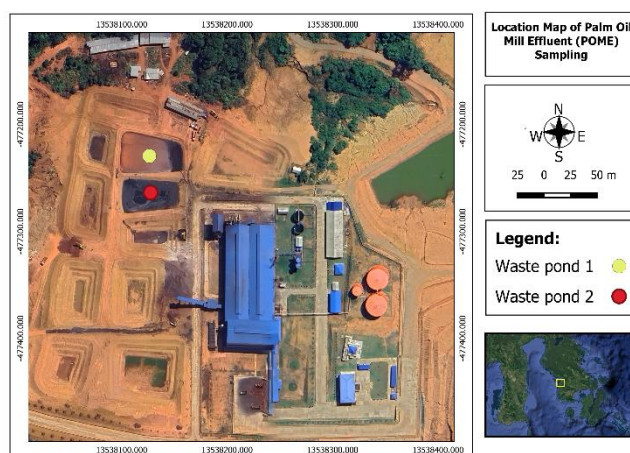 13538100.000 13538200.000 13538300.000 13538400.000
-477200.000 -477200.000
-477300.000 -477300.000
-477400.000 -477400.000
13538100.000 13538200.000 13538300.000 13538400.000
Location Map of Palm Oil
Mill Effluent (POME)
Sampling
N
W E
S
25 0 25 50 m
Legend:
Waste pond 1
Waste pond 2